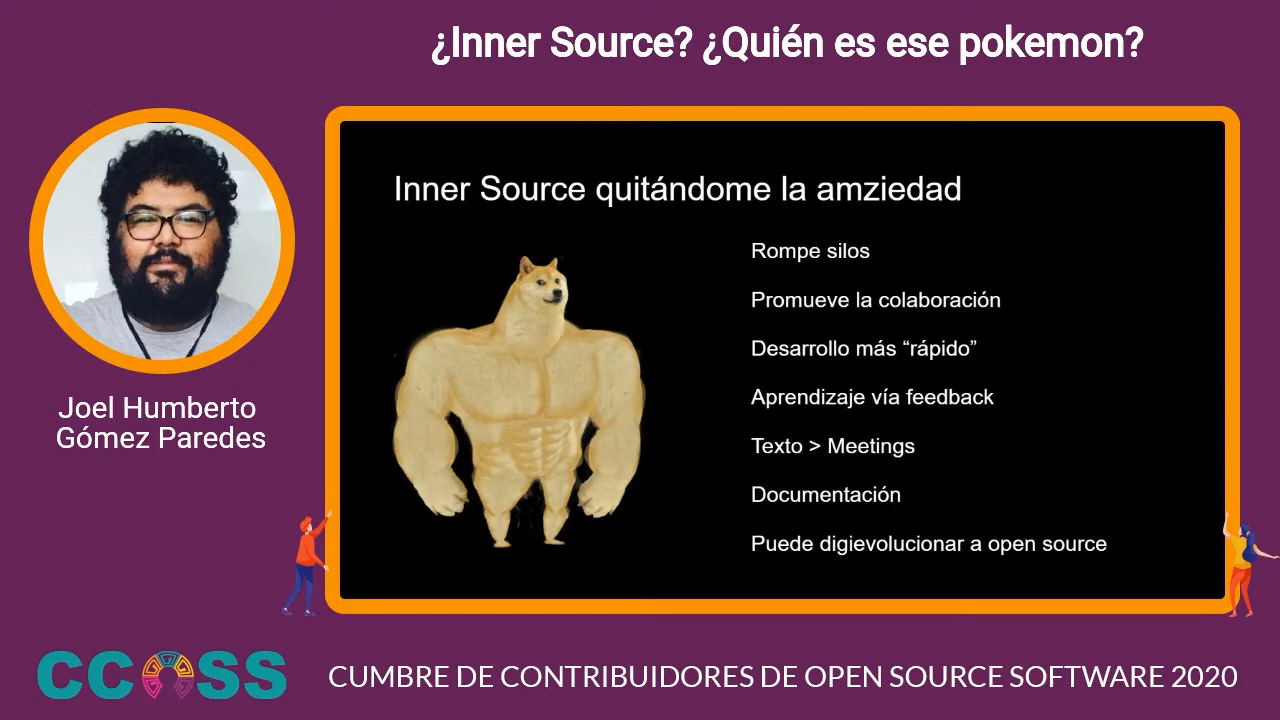 ¿Inner Source? ¿Quién es ese pokemon?
Joel Humberto
Gómez Paredes
Inner Source quitándome la amziedad
Rompe silos
Promueve la colaboración
Desarrollo más “rápido”
Aprendizaje vía feedback
Texto > Meetings
Documentación
Puede digievolucionar a open source
CCOSS
CUMBRE DE CONTRIBUIDORES DE OPEN SOURCE SOFTWARE 2020